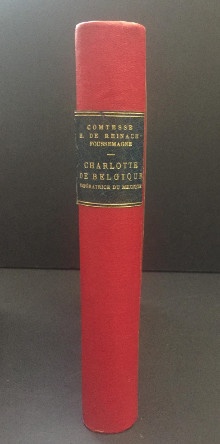 COMTESSE
H. DE REINACH
FOUSSEMAGNE
CHARLOTTE
DE BELGIQUE
IMPÉRATRICE DU MEXIQUE